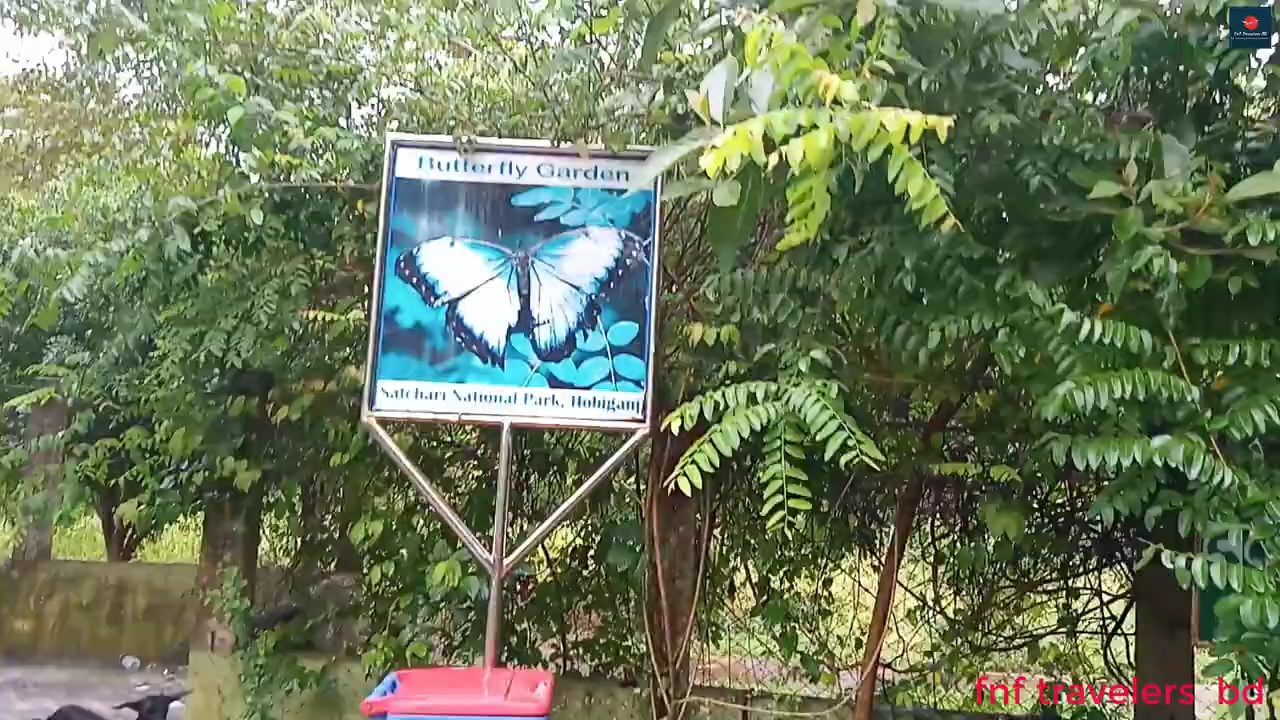 Butterfly Garden
Satchari National Park, Hobiganj
fnf travelers bd